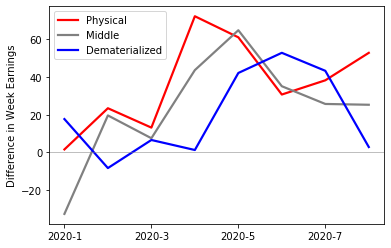 Physical
Middle
Dematerialized
Difference in Week Earnings
60
40
20
0
−20
2020-1
2020-3
2020-5
2020-7